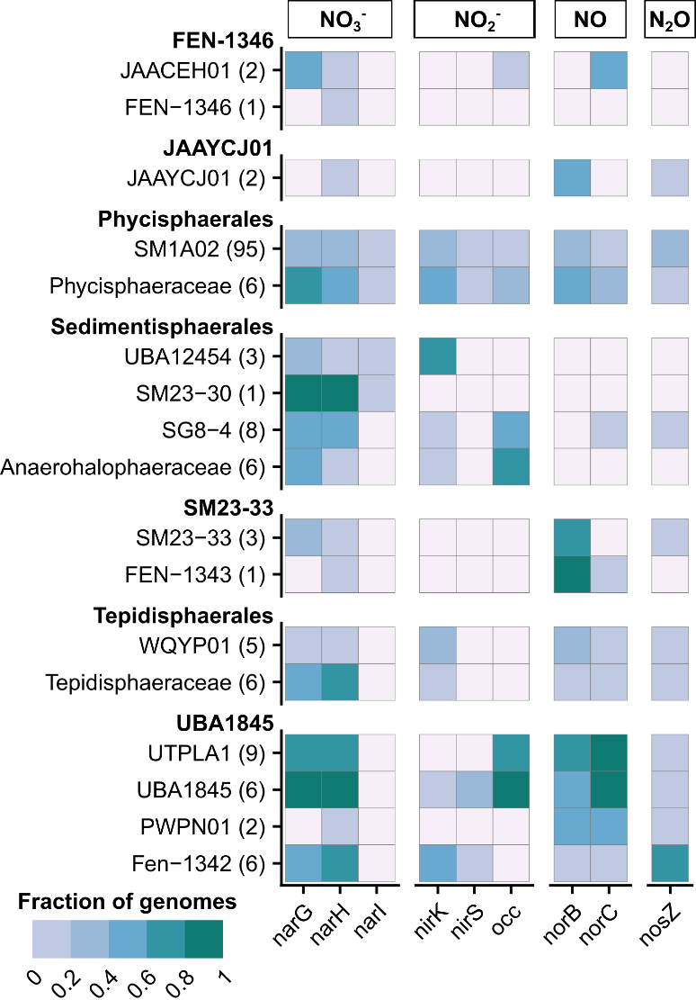 NO₃⁻ NO₂⁻ NO N₂O
FEN-1346
JAACEH01 (2)
FEN−1346 (1)
JAAYCJ01
JAAYCJ01 (2)
Phycisphaerales
SM1A02 (95)
Phycisphaeraceae (6)
Sedimentisphaerales
UBA12454 (3)
SM23−30 (1)
SG8−4 (8)
Anaerohalophaeraceae (6)
SM23-33
SM23−33 (3)
FEN−1343 (1)
Tepidisphaerales
WQYP01 (5)
Tepidisphaeraceae (6)
UBA1845
UTPLA1 (9)
UBA1845 (6)
PWPN01 (2)
Fen−1342 (6)
narG narH narI nirK nirS occ norB norC nosZ
Fraction of genomes
0 0.2 0.4 0.6 0.8 1